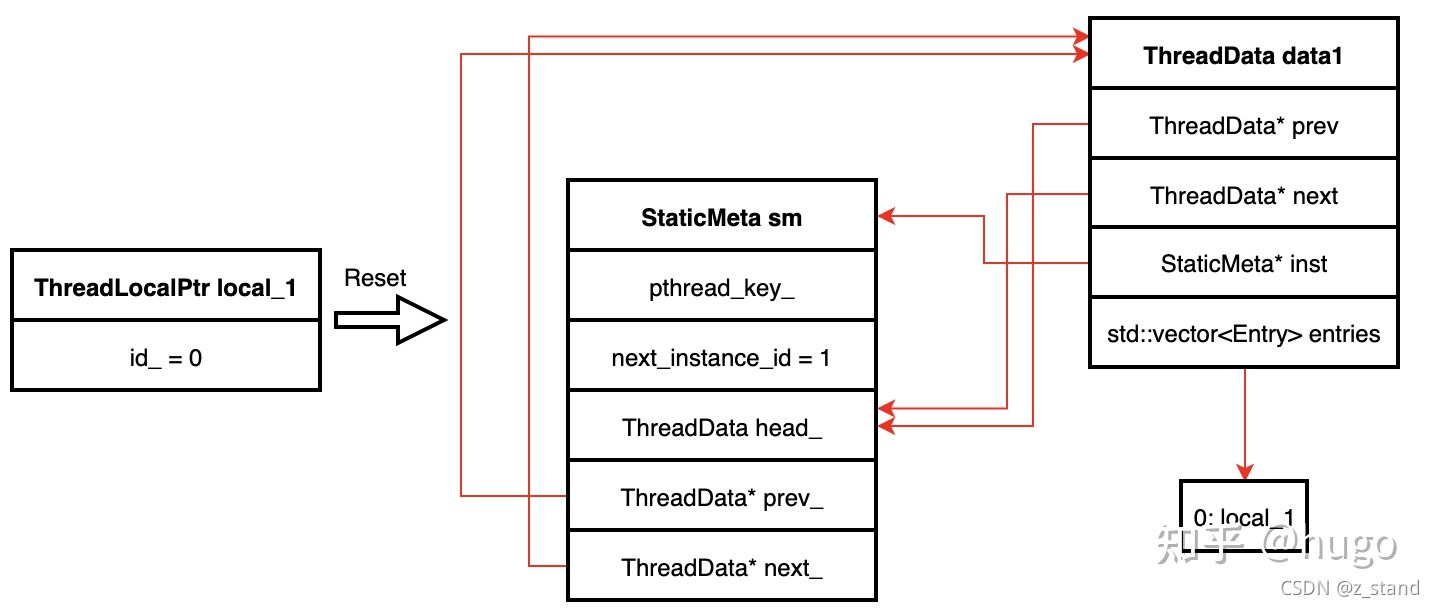 ThreadLocalPtr local_1
id_ = 0
Reset
StaticMeta sm
pthread_key_
next_instance_id = 1
ThreadData head_
ThreadData* prev_
ThreadData* next_
ThreadData data1
ThreadData* prev
ThreadData* next
StaticMeta* inst
std::vector<Entry> entries
0: local_1
知乎 @hugo
CSDN @z_stand